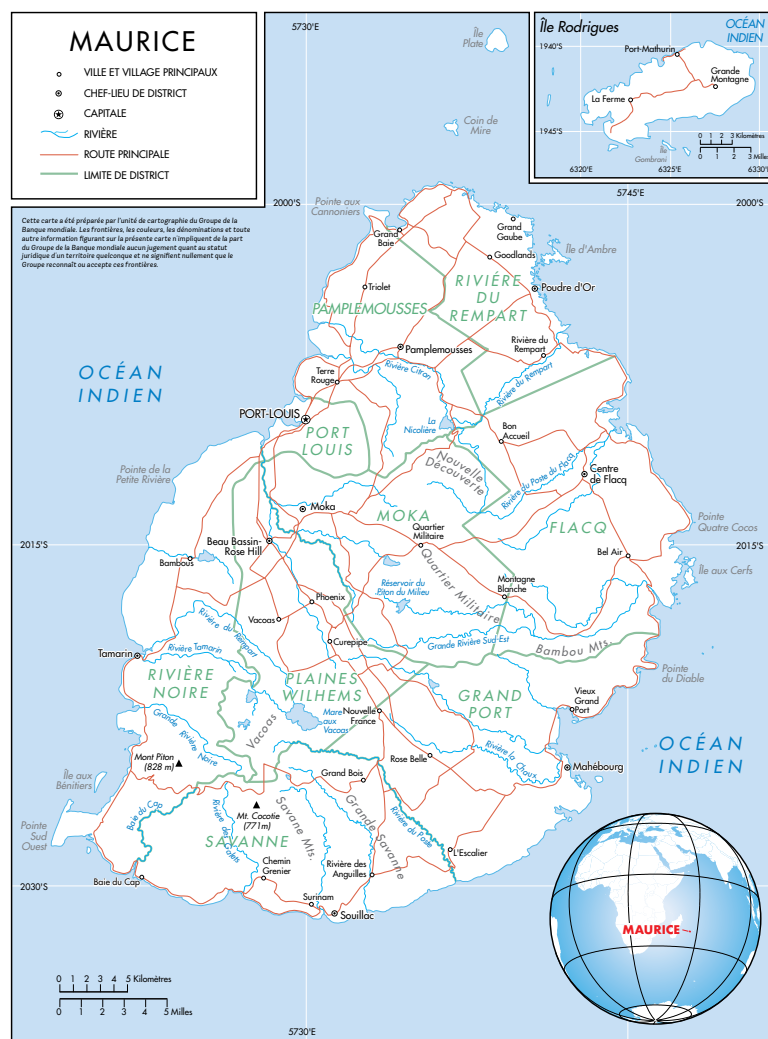 MAURICE
VILLE ET VILLAGE PRINCIPAUX
CHEF-LIEU DE DISTRICT
CAPITALE
RIVIÈRE
ROUTE PRINCIPALE
LIMITE DE DISTRICT
Cette carte a été préparée par l'unité de cartographie du Groupe de la
Banque mondiale. Les frontières, les couleurs, les dénominations et toute
autre information figurant sur la présente carte n'impliquent de la part
du Groupe de la Banque mondiale aucun jugement quant au statut
juridique d'un territoire quelconque et ne signifient nullement que le
Groupe reconnaît ou accepte ces frontières.
5730'E
Île
Plate
Coin de
Mire
Île Rodrigues
OCÉAN
INDIEN
1940'S
Port-Mathurin
Grande
Montagne
La Ferme
1945'S
Île
Gombrani
0 1 2 3 Kilomètres
0 1 2 3 Milles
6320'E
6325'E
6330'E
5745'E
2000'S
2000'S
Pointe aux
Cannoniers
Grand
Baie
Grand
Gaube
Goodlands
Île d'Ambre
Triolet
PAMPLEMOUSSES
RIVIÉRE
DU
REMPART
Poudre d'Or
Pamplemousses
Rivière du
Rempart
Terre
Rouge
Rivière Citron
Rivière du Rempart
OCÉAN
INDIEN
PORT-LOUIS
PORT
LOUIS
La
Nicolière
Bon
Accueil
Nouvelle
Découverte
Centre
de Flacq
Rivière du Poste du Flacq
Pointe de la
Petite Rivière
Moka
MOKA
Quartier
Militaire
FLACQ
Pointe
Quatre Cocos
2015'S
2015'S
Beau Bassin-
Rose Hill
Bambous
Bel Air
Île aux Cerfs
Quartier Militaire
Réservoir du
Piton du Milieu
Montagne
Blanche
Phoenix
Vacoas
Rivière du Rempart
Curepipe
Grande Rivière Sud-Est
Bambou Mts.
Tamarin
Rivière Tamarin
Pointe
du Diable
RIVIÈRE
NOIRE
PLAINES
WILHEMS
GRAND
PORT
Vieux
Grand
Port
Grande Rivière Noire
Vacoas
Mare
aux
Vacoas
Nouvelle
France
Rose Belle
Rivière la Chaux
OCÉAN
INDIEN
Mont Piton
(828 m)
Mahébourg
Île aux
Bénitiers
Grand Bois
Mt. Cocotie
(771m)
Baie du Cap
SAVANNE
Savane Mts.
Grande Savanne
Rivière du Poste
Rivière des Galets
Pointe
Sud
Ouest
L'Escalier
Chemin
Grenier
Rivière des
Anguilles
Baie du Cap
2030'S
2030'S
Surinam
Souillac
MAURICE
0 1 2 3 4 5 Kilomètres
0 1 2 3 4 5 Milles
5730'E